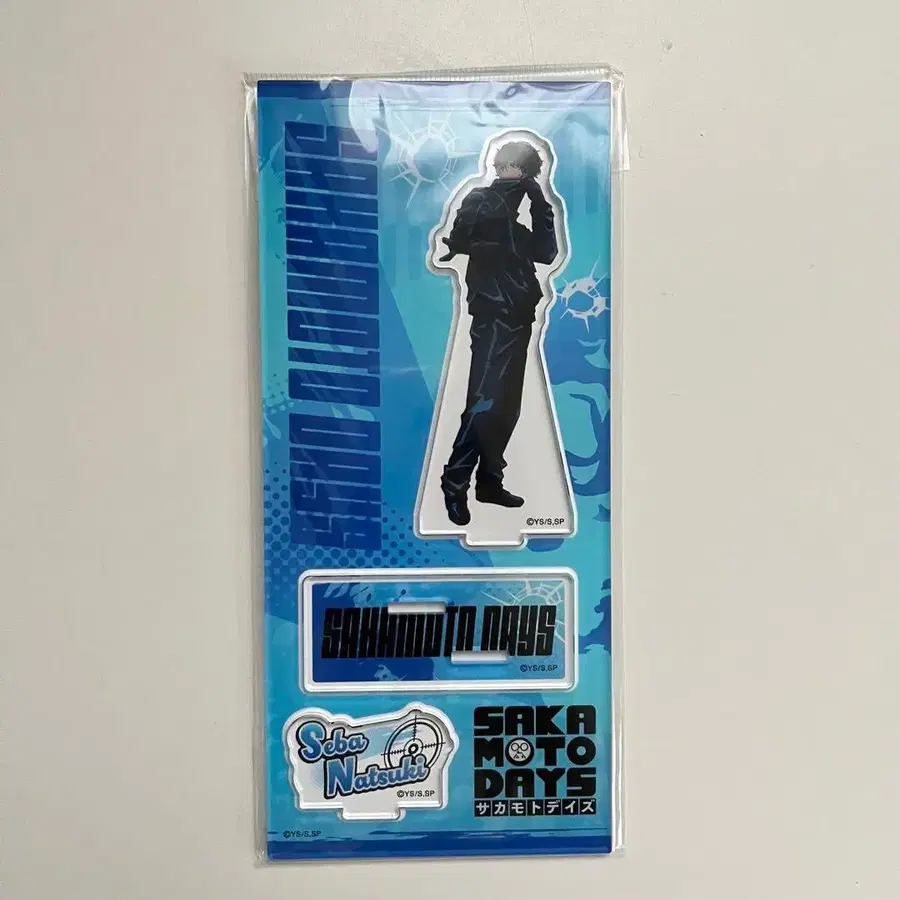 SAKAMOTO DAYS
©YS/S,SP
SAKAMOTO DAYS
©YS/S,SP
Seba
Natsuki
©YS/S,SP
SAKA
MOTO
DAYS
サカモトデイズ
©YS/S,SP